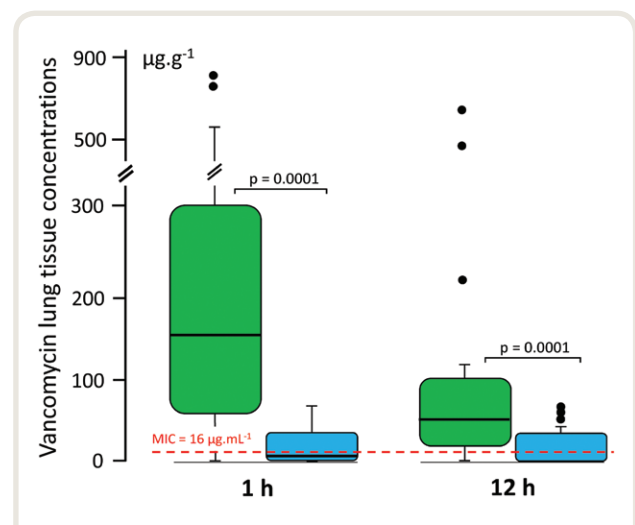 Vancomycin lung tissue concentrations
µg.g⁻¹
900
500
300
200
100
0
p = 0.0001
p = 0.0001
MIC = 16 µg.mL⁻¹
1 h
12 h